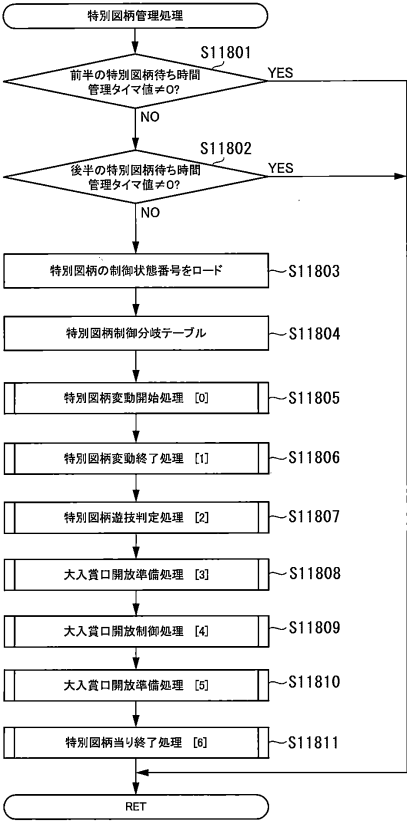 特別図柄管理処理
S11801
前半の特別図柄待ち時間
管理タイマ値≠0?
YES
NO
S11802
後半の特別図柄待ち時間
管理タイマ値≠0?
YES
NO
特別図柄の制御状態番号をロード
S11803
特別図柄制御分岐テーブル
S11804
特別図柄変動開始処理 [0]
S11805
特別図柄変動終了処理 [1]
S11806
特別図柄遊技判定処理 [2]
S11807
大入賞口開放準備処理 [3]
S11808
大入賞口開放制御処理 [4]
S11809
大入賞口開放準備処理 [5]
S11810
特別図柄当り終了処理 [6]
S11811
RET